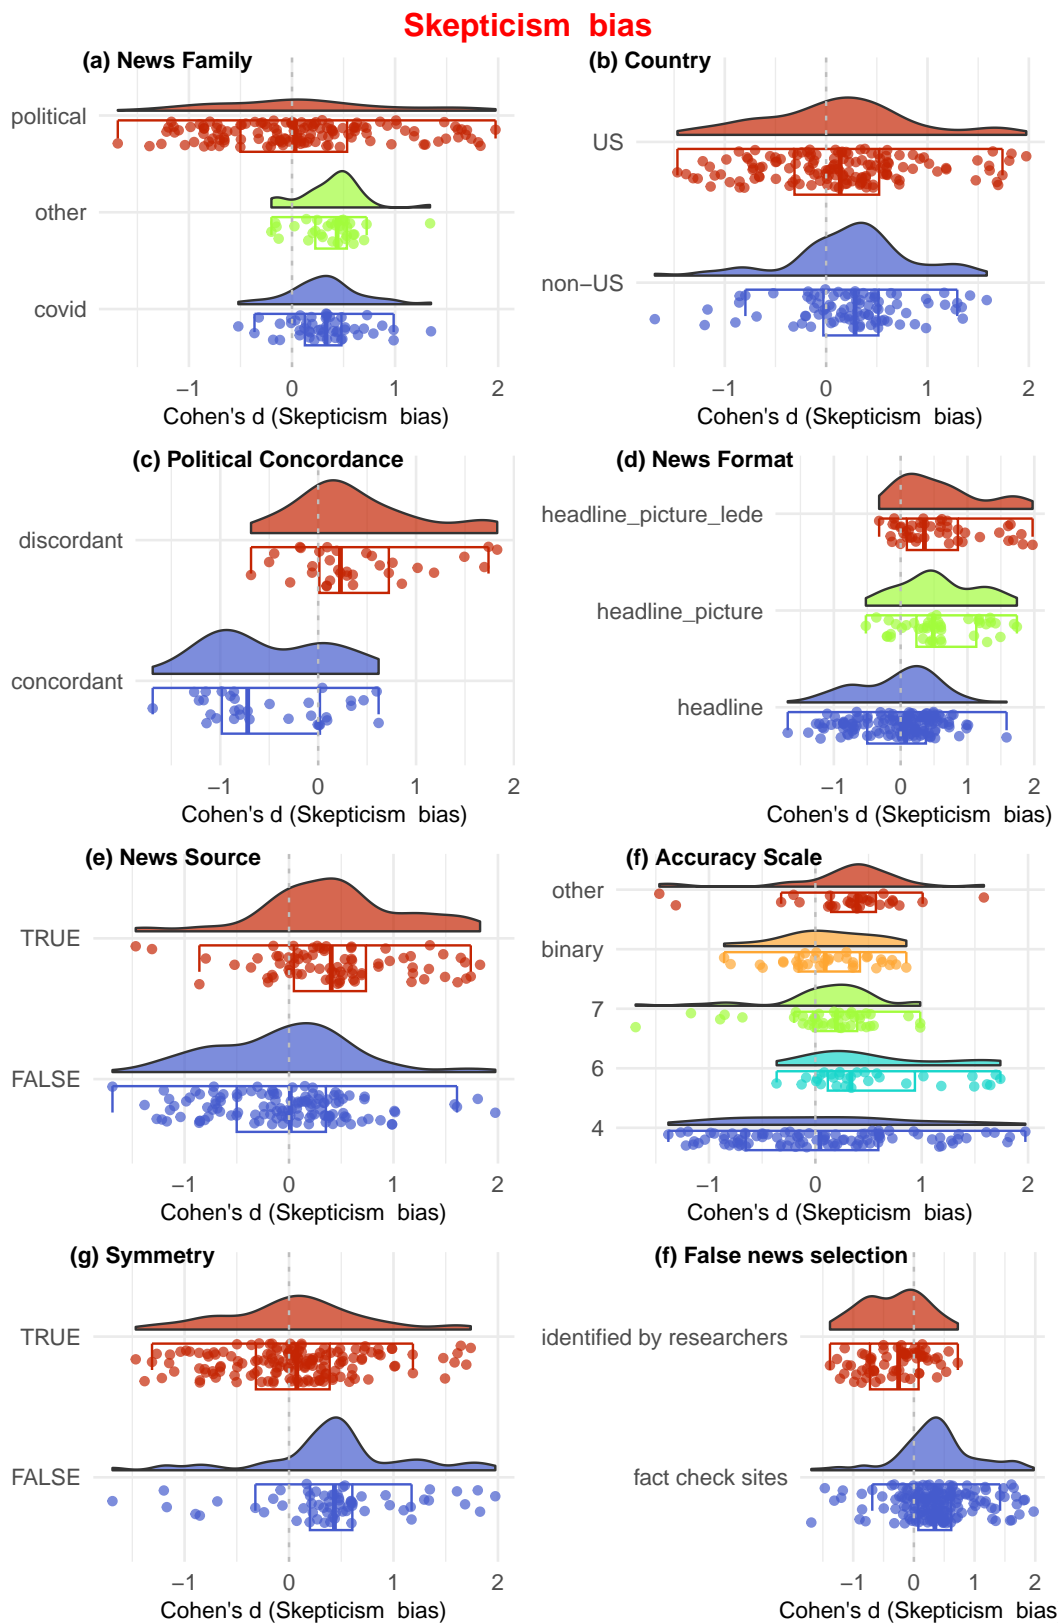 Skepticism  bias
(a) News Family
political
other
covid
−1 0 1 2
Cohen's d (Skepticism  bias)
(b) Country
US
non−US
−1 0 1 2
Cohen's d (Skepticism  bias)
(c) Political Concordance
discordant
concordant
−1 0 1 2
Cohen's d (Skepticism  bias)
(d) News Format
headline_picture_lede
headline_picture
headline
−1 0 1 2
Cohen's d (Skepticism  bias)
(e) News Source
TRUE
FALSE
−1 0 1 2
Cohen's d (Skepticism  bias)
(f) Accuracy Scale
other
binary
7
6
4
−1 0 1 2
Cohen's d (Skepticism  bias)
(g) Symmetry
TRUE
FALSE
−1 0 1 2
Cohen's d (Skepticism  bias)
(f) False news selection
identified by researchers
fact check sites
−1 0 1 2
Cohen's d (Skepticism  bias)